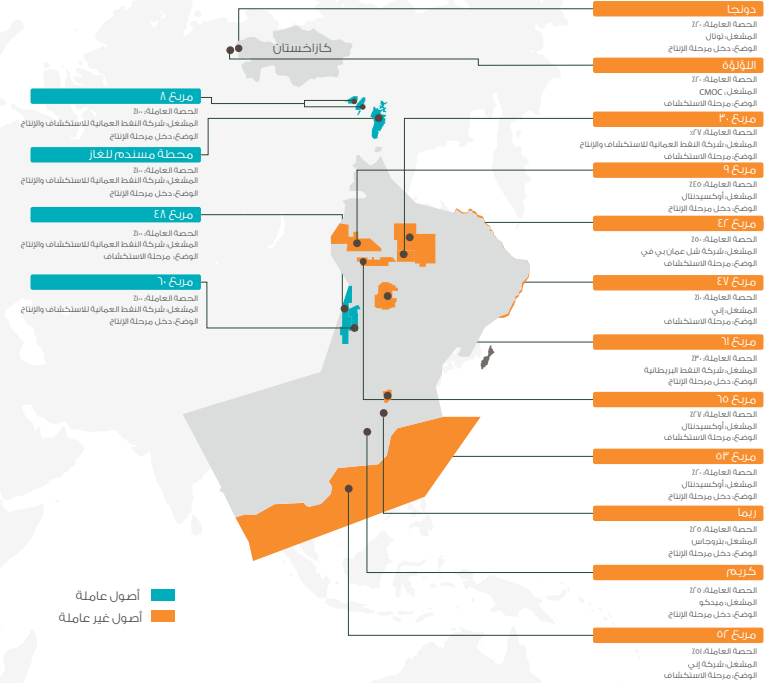 دونجا
الحصة العاملة: ٢٠٪
المشغل: توتال
الوضع: دخل مرحلة الإنتاج
اللؤلؤة
الحصة العاملة: ٢٠٪
المشغل: CMOC
الوضع: مرحلة الاستكشاف
مربع ٣٠
الحصة العاملة: ٢٧٪
المشغل: شركة النفط العمانية للاستكشاف والإنتاج
الوضع: مرحلة الاستكشاف
مربع ٩
الحصة العاملة: ٤٥٪
المشغل: أوكسيدنتال
الوضع: دخل مرحلة الإنتاج
مربع ٤٢
الحصة العاملة: ٥٠٪
المشغل: شركة شل عمان بي في
الوضع: مرحلة الاستكشاف
مربع ٤٧
الحصة العاملة: ١٠٪
المشغل: إني
الوضع: مرحلة الاستكشاف
مربع ٦١
الحصة العاملة: ٣٠٪
المشغل: شركة النفط البريطانية
الوضع: دخل مرحلة الإنتاج
مربع ٦٥
الحصة العاملة: ٢٧٪
المشغل: أوكسيدنتال
الوضع: مرحلة الاستكشاف
مربع ٥٣
الحصة العاملة: ٢٠٪
المشغل: أوكسيدنتال
الوضع: دخل مرحلة الإنتاج
ريما
الحصة العاملة: ٢٥٪
المشغل: بتروجاس
الوضع: دخل مرحلة الإنتاج
كريم
الحصة العاملة: ٢٥٪
المشغل: ميدكو
الوضع: دخل مرحلة الإنتاج
مربع ٥٢
الحصة العاملة: ٥١٪
المشغل: شركة إني
الوضع: مرحلة الاستكشاف
كازاخستان
مربع ٨
الحصة العاملة: ١٠٠٪
المشغل: شركة النفط العمانية للاستكشاف والإنتاج
الوضع: دخل مرحلة الإنتاج
محطة مسندم للغاز
الحصة العاملة: ١٠٠٪
المشغل: شركة النفط العمانية للاستكشاف والإنتاج
الوضع: دخل مرحلة الإنتاج
مربع ٤٨
الحصة العاملة: ١٠٠٪
المشغل: شركة النفط العمانية للاستكشاف والإنتاج
الوضع: مرحلة الاستكشاف
مربع ٦٠
الحصة العاملة: ١٠٠٪
المشغل: شركة النفط العمانية للاستكشاف والإنتاج
الوضع: دخل مرحلة الإنتاج
أصول عاملة
أصول غير عاملة